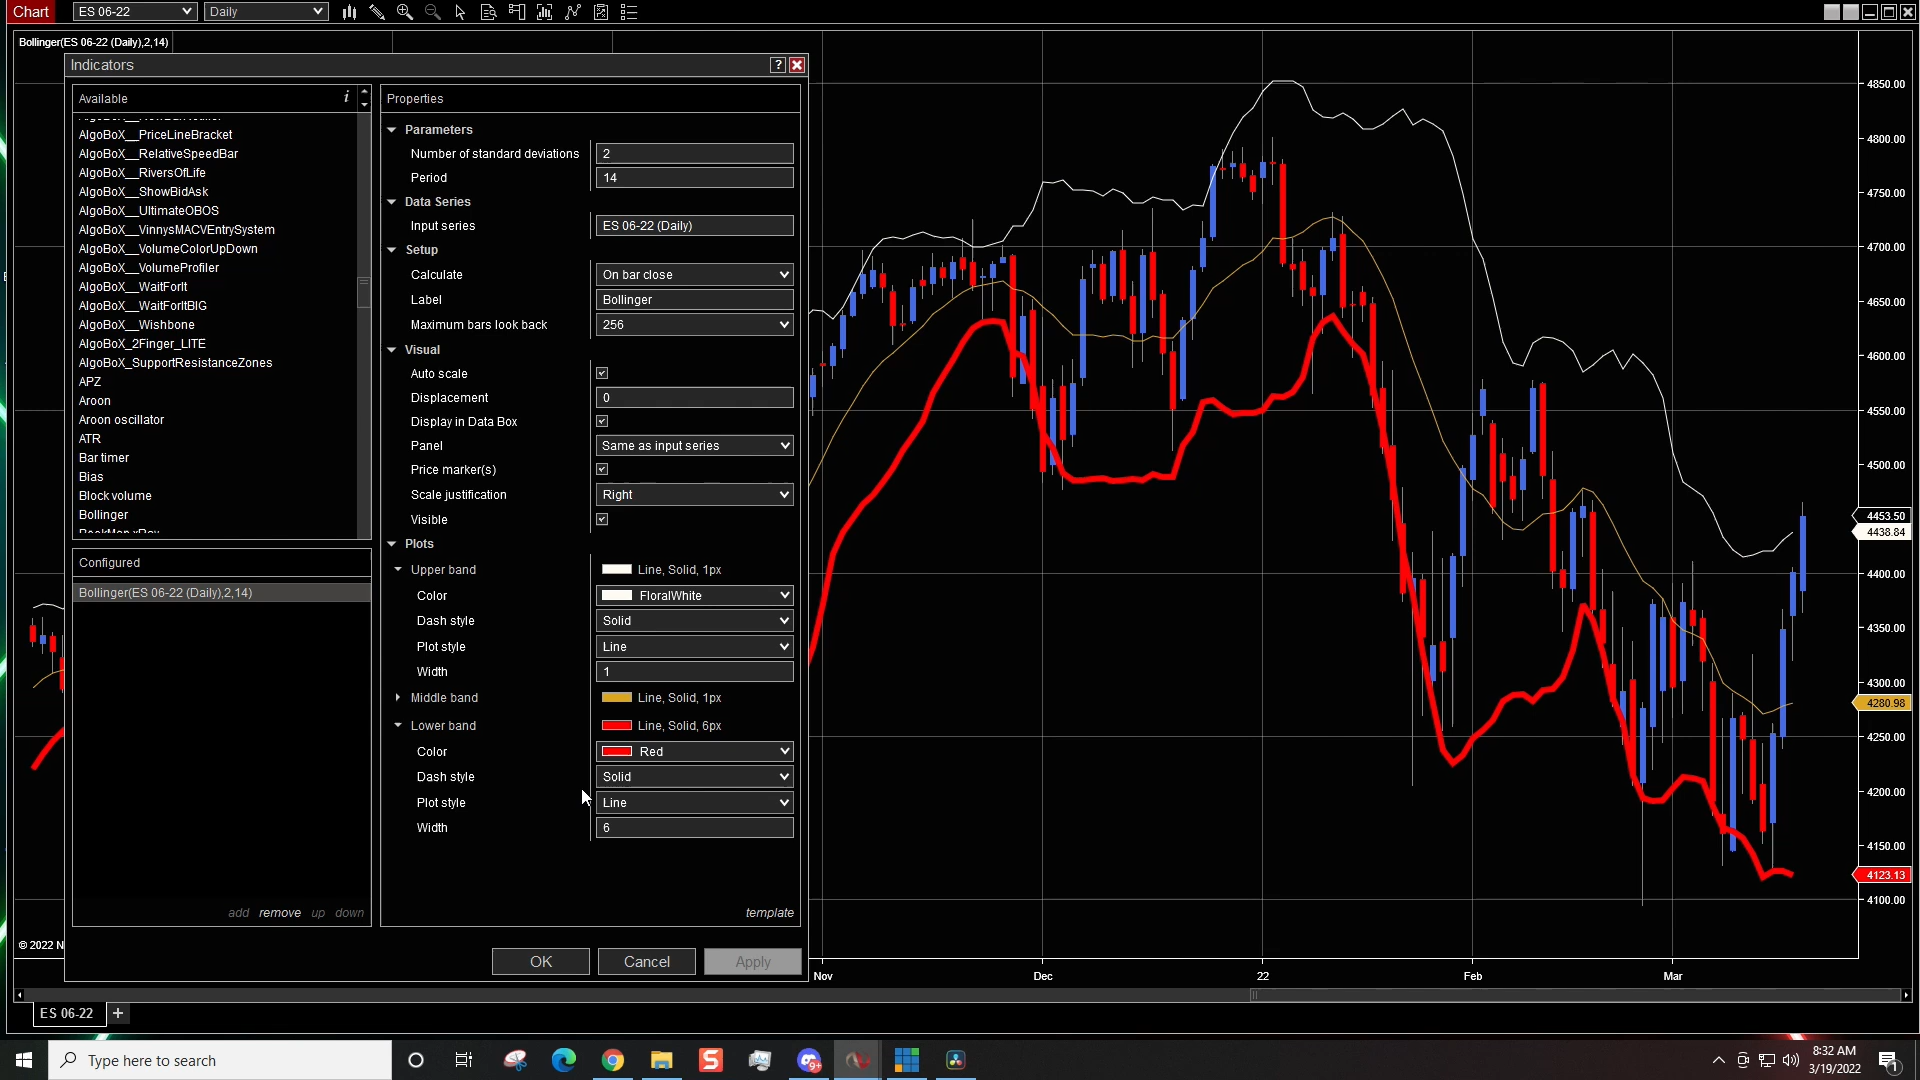 Chart
ES 06-22
Daily
Bollinger(ES 06-22 (Daily),2,14)
Indicators
?
Available
i
AlgoBoX__PriceLineBracket
AlgoBoX__RelativeSpeedBar
AlgoBoX__RiversOfLife
AlgoBoX__ShowBidAsk
AlgoBoX__UltimateOBOS
AlgoBoX__VinnysMACVEntrySystem
AlgoBoX__VolumeColorUpDown
AlgoBoX__VolumeProfiler
AlgoBoX__WaitForIt
AlgoBoX__WaitForItBIG
AlgoBoX__Wishbone
AlgoBoX_2Finger_LITE
AlgoBoX_SupportResistanceZones
APZ
Aroon
Aroon oscillator
ATR
Bar timer
Bias
Block volume
Bollinger
Configured
Bollinger(ES 06-22 (Daily),2,14)
add remove up down
Properties
Parameters
Number of standard deviations 2
Period 14
Data Series
Input series ES 06-22 (Daily)
Setup
Calculate On bar close
Label Bollinger
Maximum bars look back 256
Visual
Auto scale
Displacement 0
Display in Data Box
Panel Same as input series
Price marker(s)
Scale justification Right
Visible
Plots
Upper band Line, Solid, 1px
Color FloralWhite
Dash style Solid
Plot style Line
Width 1
Middle band Line, Solid, 1px
Lower band Line, Solid, 6px
Color Red
Dash style Solid
Plot style Line
Width 6
template
OK Cancel Apply
4850.00
4800.00
4750.00
4700.00
4650.00
4600.00
4550.00
4500.00
4453.50
4438.84
4400.00
4350.00
4300.00
4280.98
4250.00
4200.00
4150.00
4123.13
4100.00
© 2022 N
Nov Dec 22 Feb Mar
ES 06-22 +
Type here to search
9+
8:32 AM
3/19/2022
1